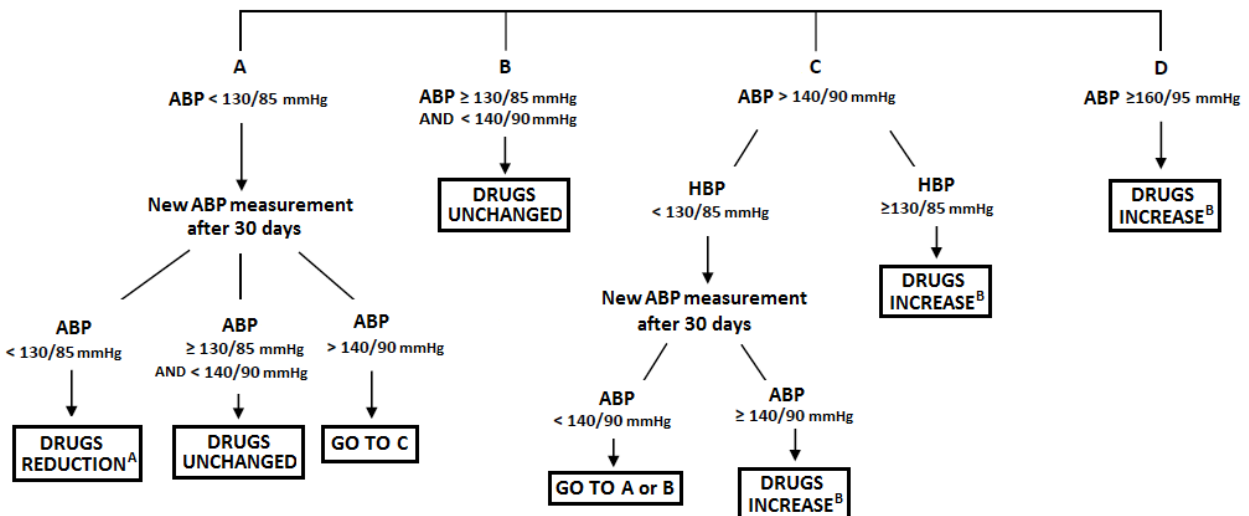 A
ABP < 130/85 mmHg
New ABP measurement
after 30 days
ABP
< 130/85 mmHg
DRUGS
REDUCTIONᴬ
ABP
≥ 130/85 mmHg
AND < 140/90 mmHg
DRUGS
UNCHANGED
ABP
> 140/90 mmHg
GO TO C
B
ABP ≥ 130/85 mmHg
AND < 140/90 mmHg
DRUGS
UNCHANGED
C
ABP > 140/90 mmHg
HBP
< 130/85 mmHg
New ABP measurement
after 30 days
ABP
< 140/90 mmHg
GO TO A or B
ABP
≥ 140/90 mmHg
DRUGS
INCREASEᴮ
HBP
≥130/85 mmHg
DRUGS
INCREASEᴮ
D
ABP ≥160/95 mmHg
DRUGS
INCREASEᴮ